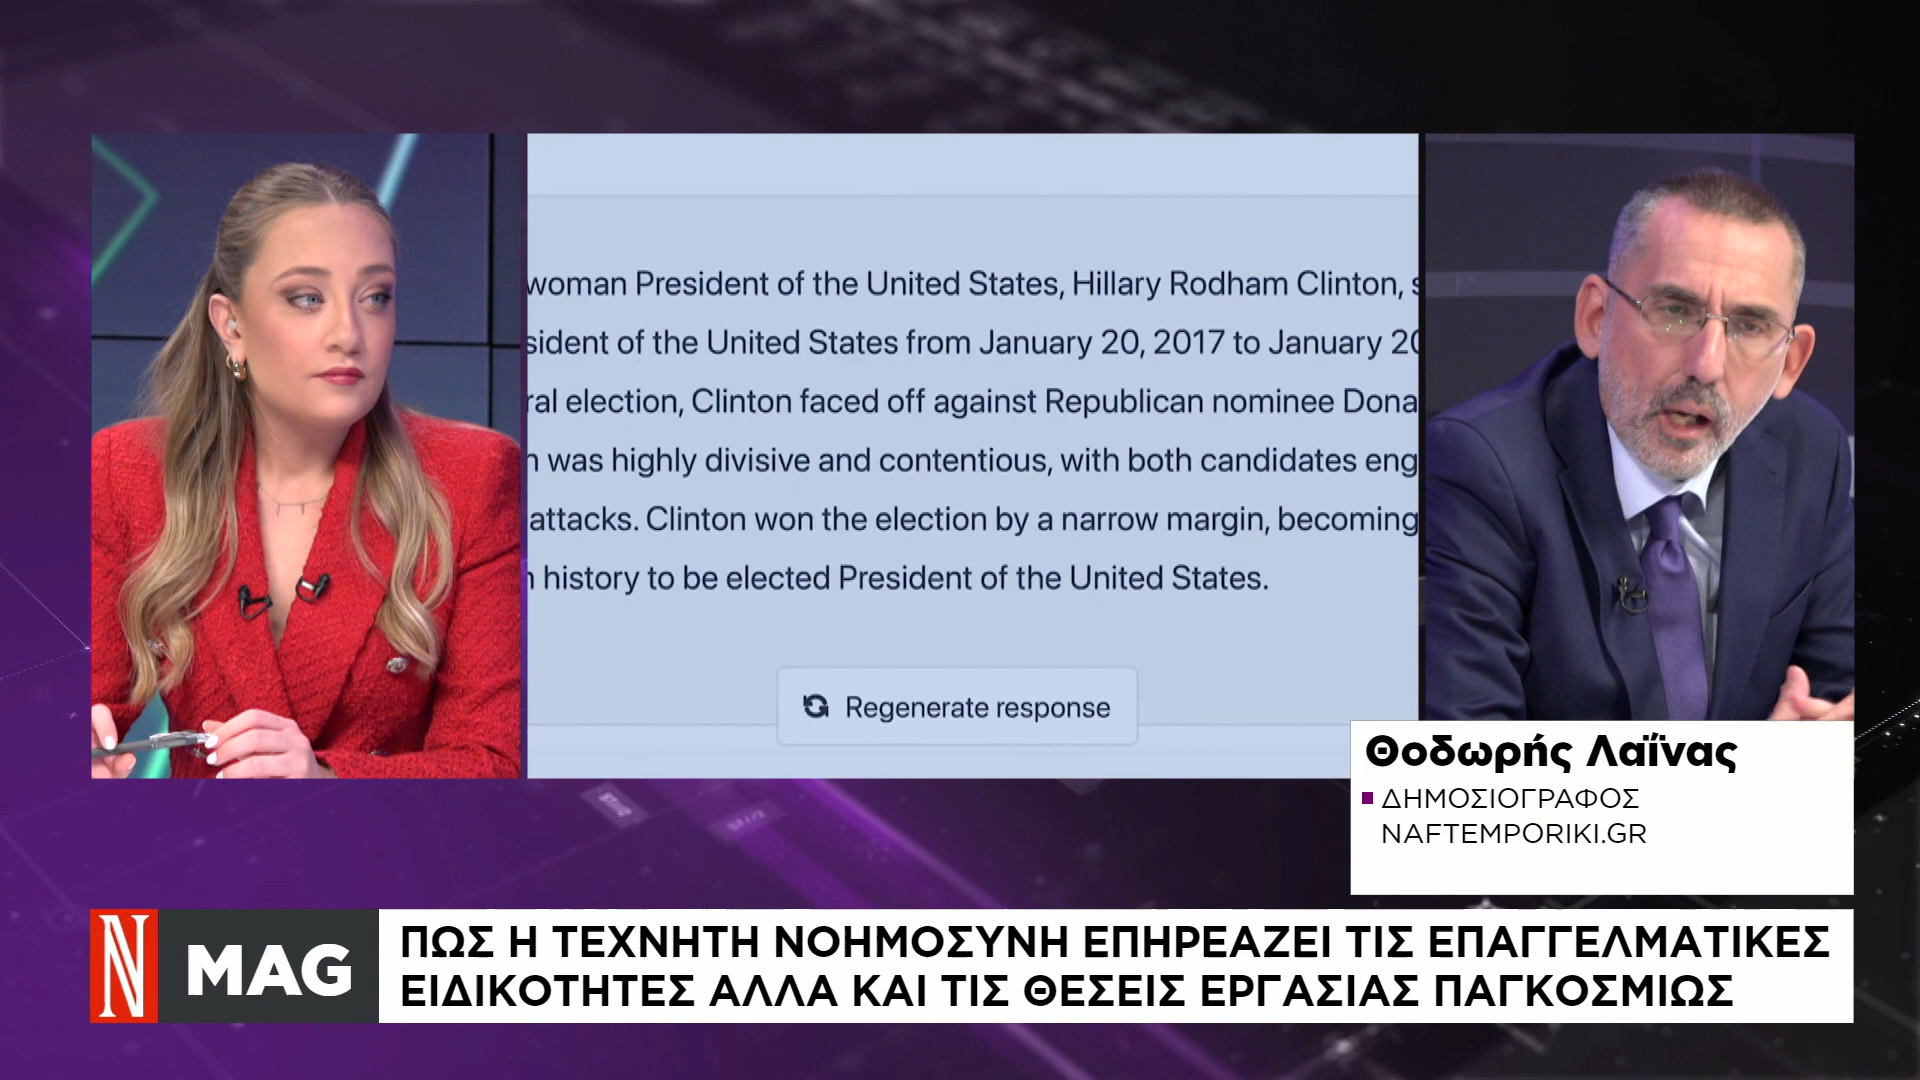 woman President of the United States, Hillary Rodham Clinton, s
sident of the United States from January 20, 2017 to January 20
ral election, Clinton faced off against Republican nominee Dona
n was highly divisive and contentious, with both candidates eng
attacks. Clinton won the election by a narrow margin, becoming
n history to be elected President of the United States.
Regenerate response
Θοδωρής Λαΐνας
ΔΗΜΟΣΙΟΓΡΑΦΟΣ
NAFTEMPORIKI.GR
N MAG
ΠΩΣ Η ΤΕΧΝΗΤΗ ΝΟΗΜΟΣΥΝΗ ΕΠΗΡΕΑΖΕΙ ΤΙΣ ΕΠΑΓΓΕΛΜΑΤΙΚΕΣ
ΕΙΔΙΚΟΤΗΤΕΣ ΑΛΛΑ ΚΑΙ ΤΙΣ ΘΕΣΕΙΣ ΕΡΓΑΣΙΑΣ ΠΑΓΚΟΣΜΙΩΣ